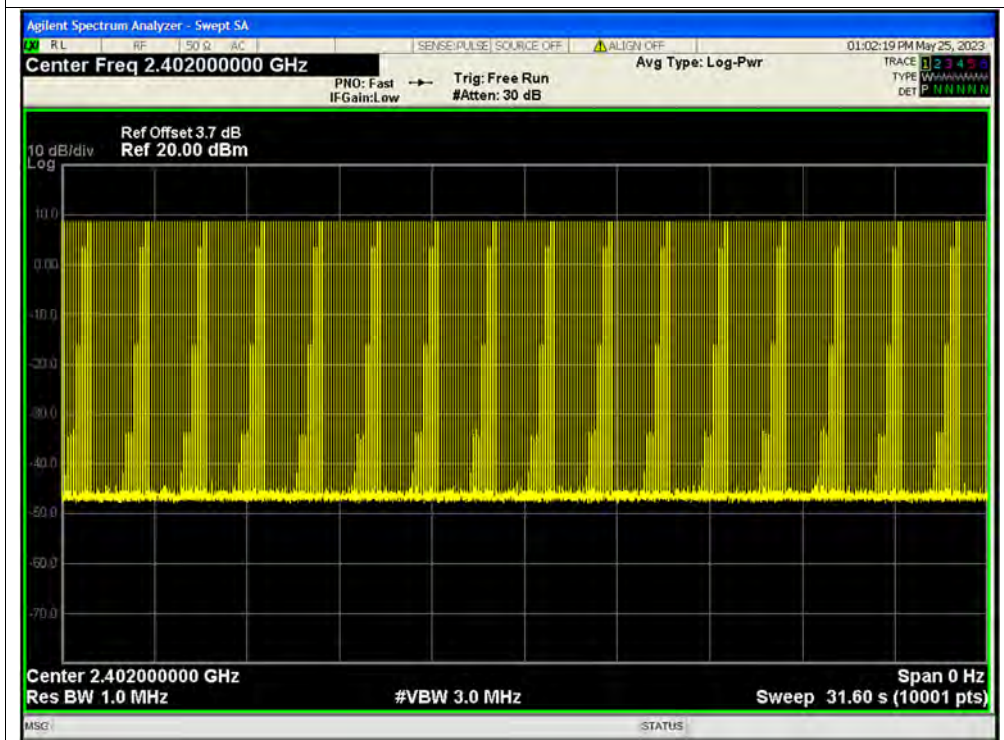 Agilent Spectrum Analyzer - Swept SA
LXI RL RF 50 Ω AC SENSE:PULSE SOURCE OFF ALIGN OFF 01:02:19 PM May 25, 2023
Center Freq 2.402000000 GHz
PNO: Fast
IFGain:Low
Trig: Free Run
#Atten: 30 dB
Avg Type: Log-Pwr
TRACE 1 2 3 4 5 6
TYPE W
DET P N N N N N
Ref Offset 3.7 dB
10 dB/div Ref 20.00 dBm
Log
10.0
0.00
-10.0
-20.0
-30.0
-40.0
-50.0
-60.0
-70.0
Center 2.402000000 GHz Span 0 Hz
Res BW 1.0 MHz #VBW 3.0 MHz Sweep 31.60 s (10001 pts)
MSG STATUS